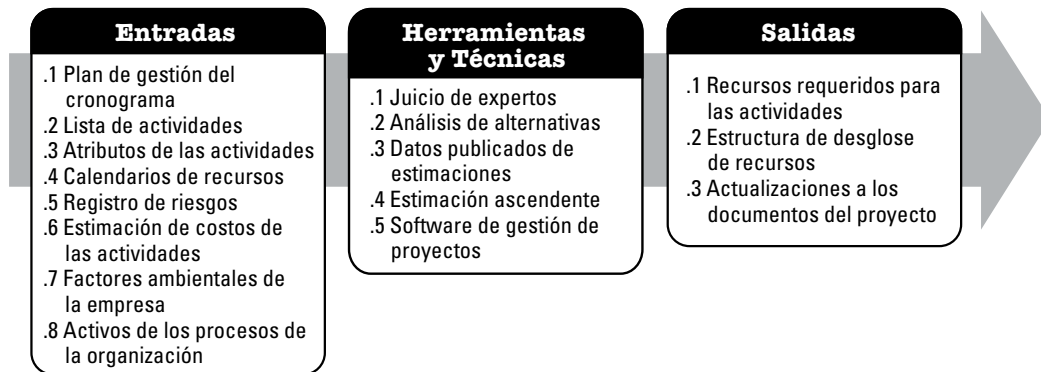 Entradas
.1 Plan de gestión del
cronograma
.2 Lista de actividades
.3 Atributos de las actividades
.4 Calendarios de recursos
.5 Registro de riesgos
.6 Estimación de costos de
las actividades
.7 Factores ambientales de
la empresa
.8 Activos de los procesos de
la organización
Herramientas
y Técnicas
.1 Juicio de expertos
.2 Análisis de alternativas
.3 Datos publicados de
estimaciones
.4 Estimación ascendente
.5 Software de gestión de
proyectos
Salidas
.1 Recursos requeridos para
las actividades
.2 Estructura de desglose
de recursos
.3 Actualizaciones a los
documentos del proyecto